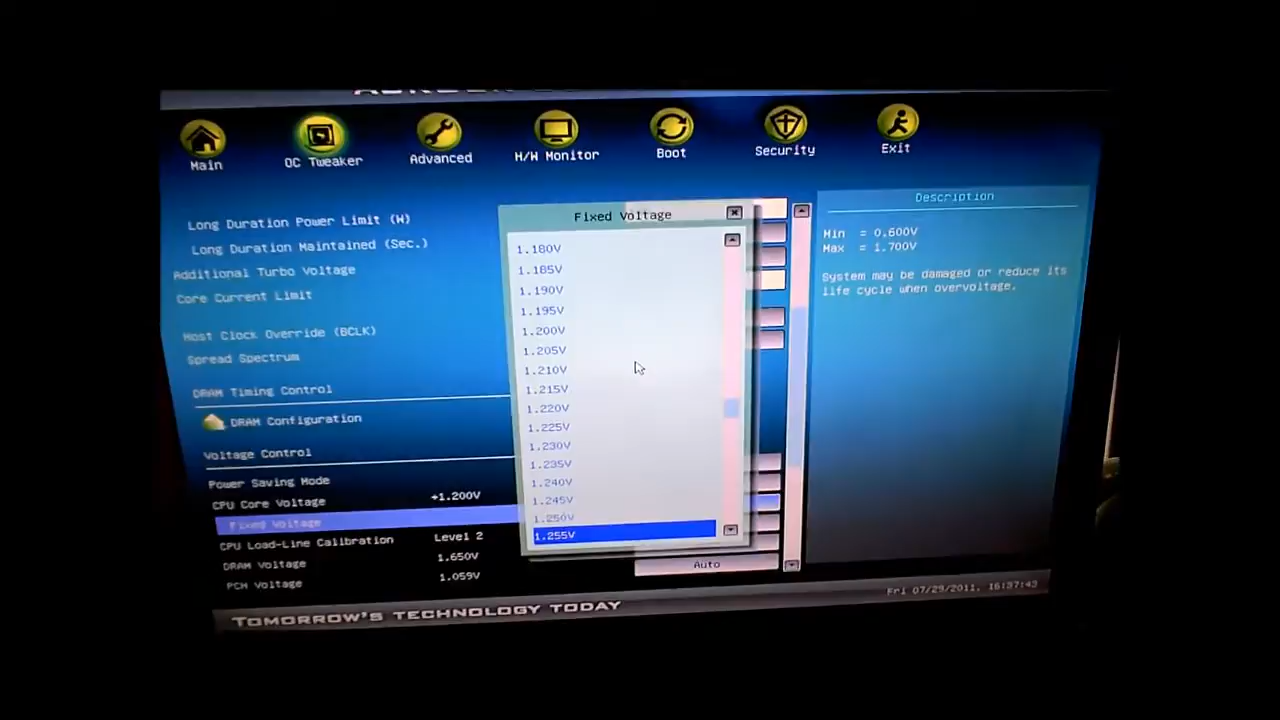 Main
OC Tweaker
Advanced
H/W Monitor
Boot
Security
Exit
Long Duration Power Limit (W)
Long Duration Maintained (Sec.)
Additional Turbo Voltage
Core Current Limit
Host Clock Override (BCLK)
Spread Spectrum
DRAM Timing Control
DRAM Configuration
Voltage Control
Power Saving Mode
CPU Core Voltage +1.200V
Fixed Voltage
CPU Load-Line Calibration Level 2
DRAM Voltage 1.650V
PCH Voltage 1.059V
Auto
Fixed Voltage
1.180V
1.185V
1.190V
1.195V
1.200V
1.205V
1.210V
1.215V
1.220V
1.225V
1.230V
1.235V
1.240V
1.245V
1.250V
1.255V
Description
Min = 0.600V
Max = 1.700V
System may be damaged or reduce its
life cycle when overvoltage.
TOMORROW'S TECHNOLOGY TODAY
Fri 07/29/2011, 16:37:43